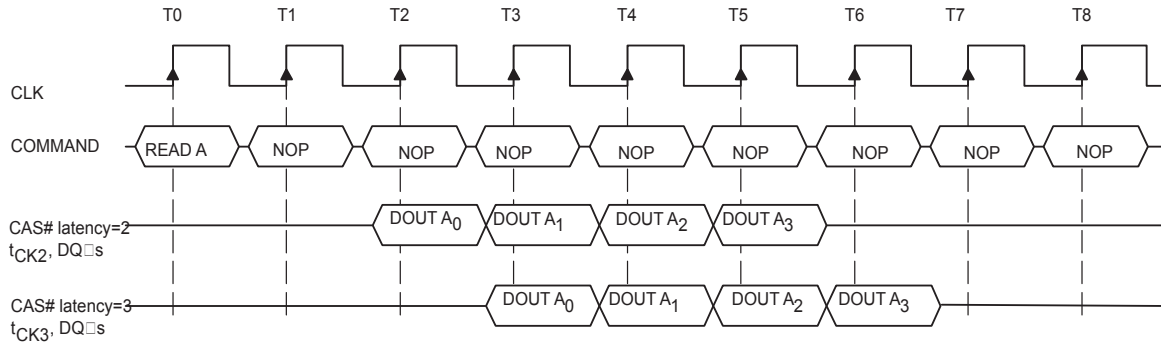 T0 T1 T2 T3 T4 T5 T6 T7 T8
CLK
COMMAND READ A NOP NOP NOP NOP NOP NOP NOP NOP
CAS# latency=2 DOUT A0 DOUT A1 DOUT A2 DOUT A3
tCK2, DQ□s
CAS# latency=3 DOUT A0 DOUT A1 DOUT A2 DOUT A3
tCK3, DQ□s